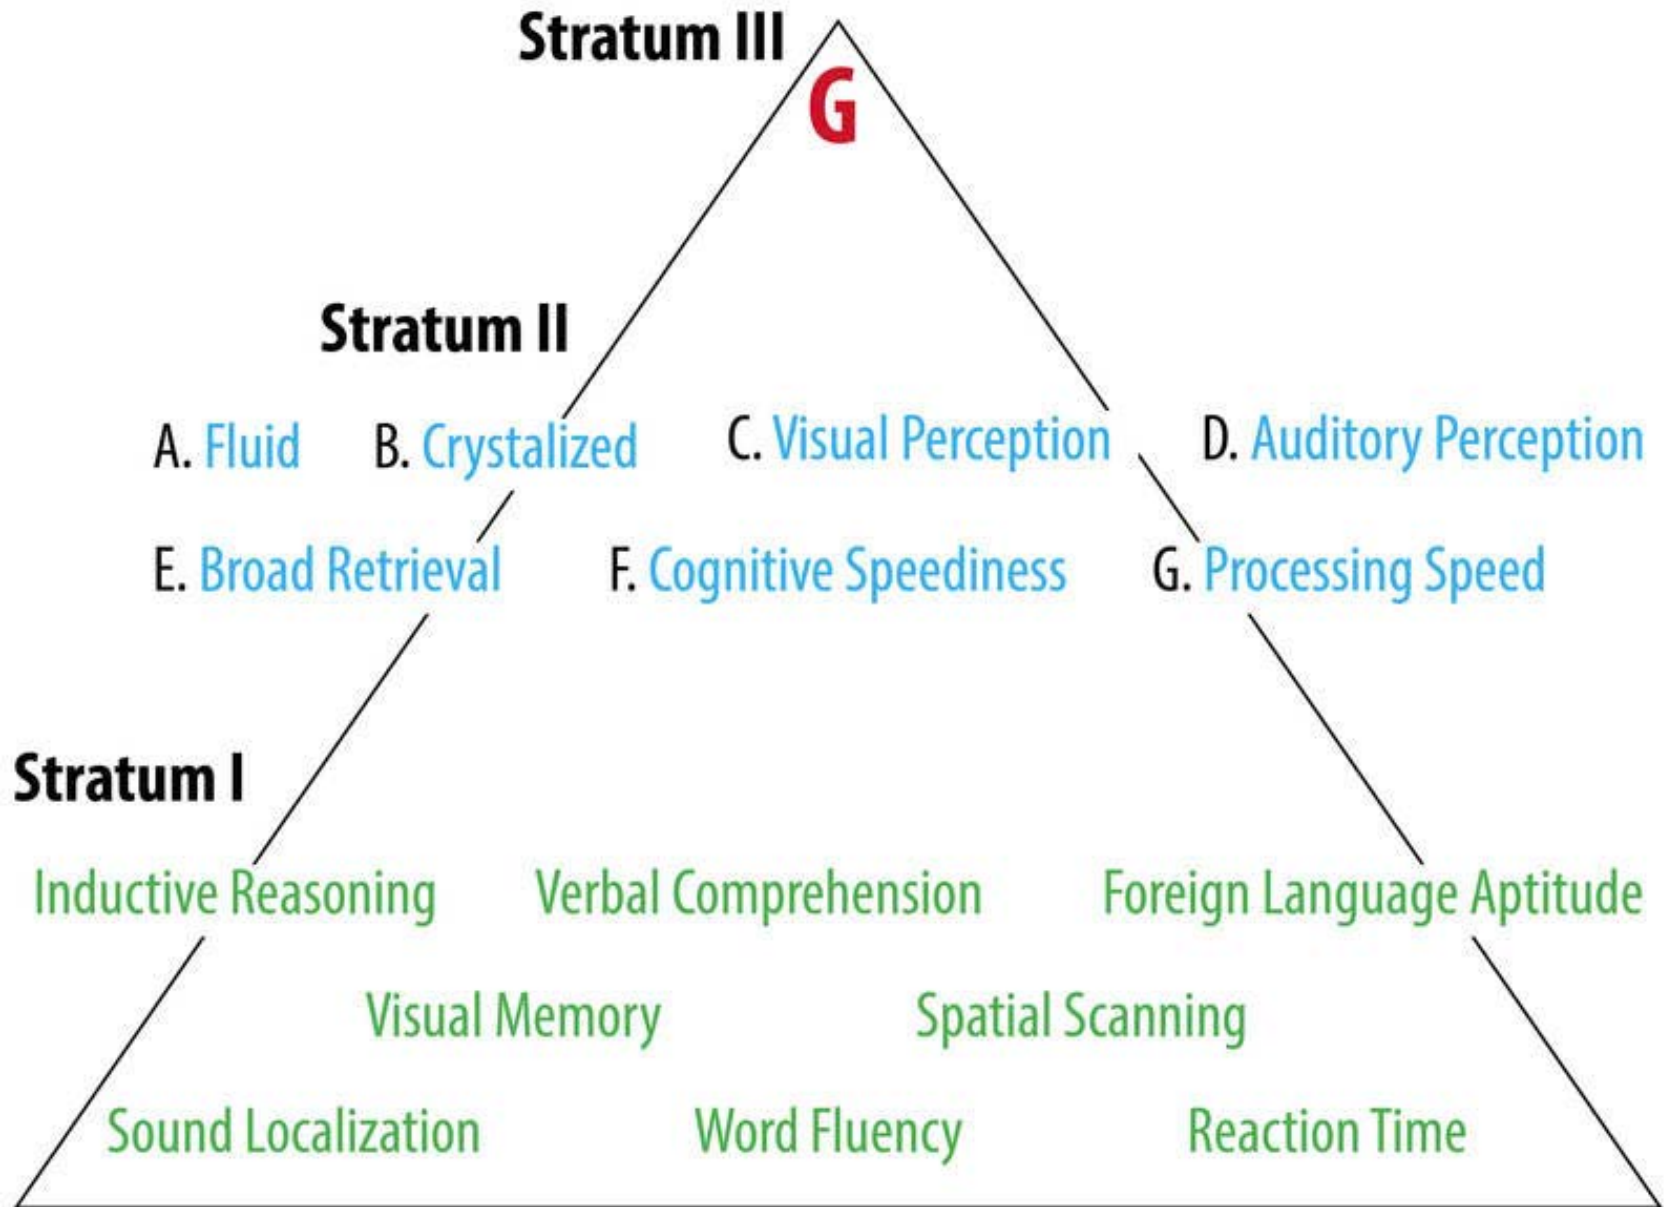 Stratum III
G
Stratum II
A. Fluid B. Crystalized C. Visual Perception D. Auditory Perception
E. Broad Retrieval F. Cognitive Speediness G. Processing Speed
Stratum I
Inductive Reasoning Verbal Comprehension Foreign Language Aptitude
Visual Memory Spatial Scanning
Sound Localization Word Fluency Reaction Time